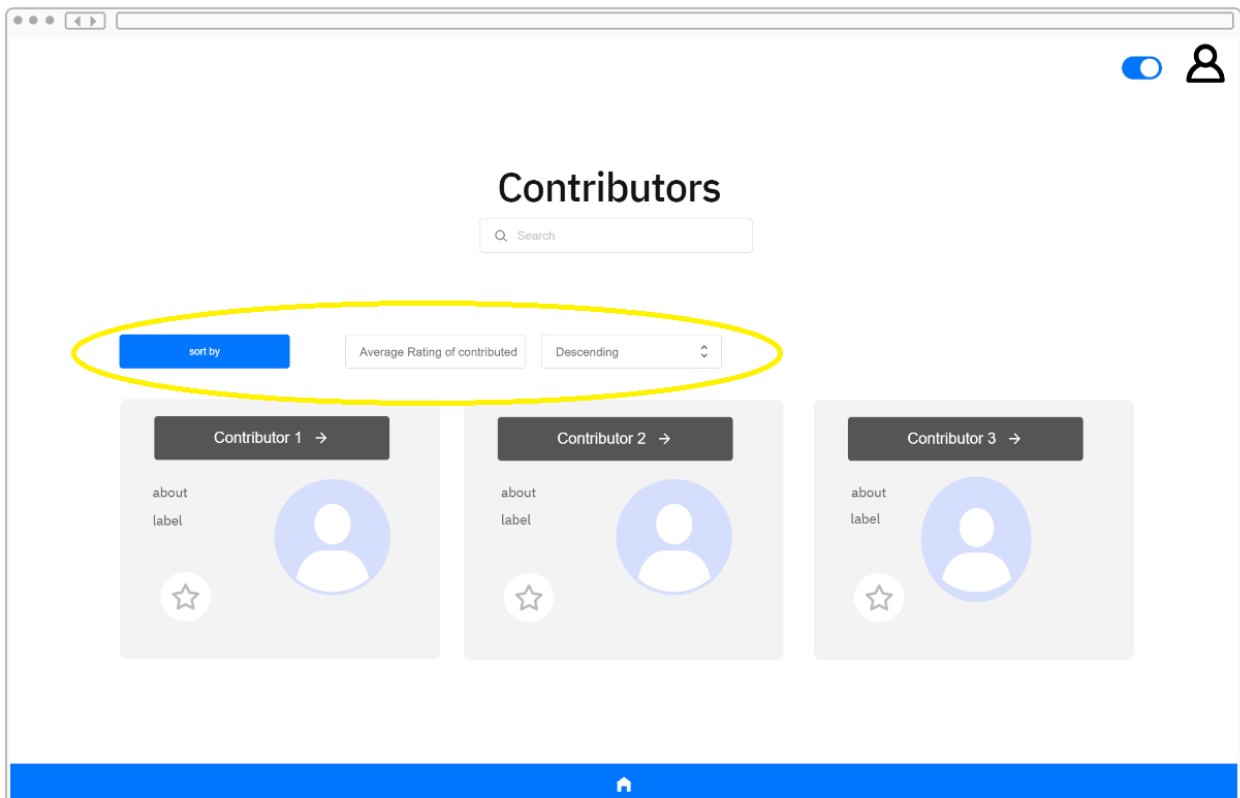 Contributors
Search
sort by
Average Rating of contributed
Descending
Contributor 1 →
Contributor 2 →
Contributor 3 →
about
about
about
label
label
label